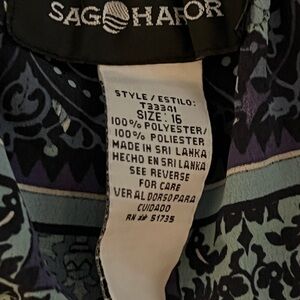 SAG HARBOR
STYLE / ESTILO:
T33341
SIZE: 16
100% POLYESTER/
100% POLIESTER
MADE IN SRI LANKA
HECHO EN SRI LANKA
SEE REVERSE
FOR CARE
VER AL DORSO PARA
CUIDADO
RN ## 51735